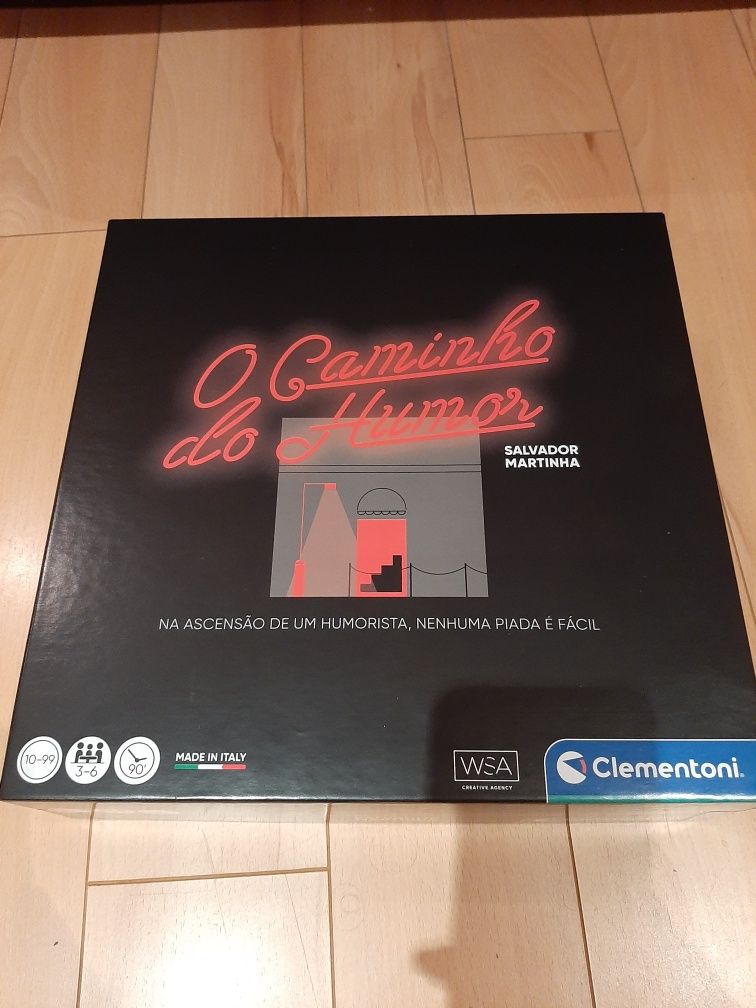 O Caminho
do Humor
SALVADOR
MARTINHA
NA ASCENSÃO DE UM HUMORISTA, NENHUMA PIADA É FÁCIL
10-99
3-6
90'
MADE IN ITALY
WSA
CREATIVE AGENCY
Clementoni